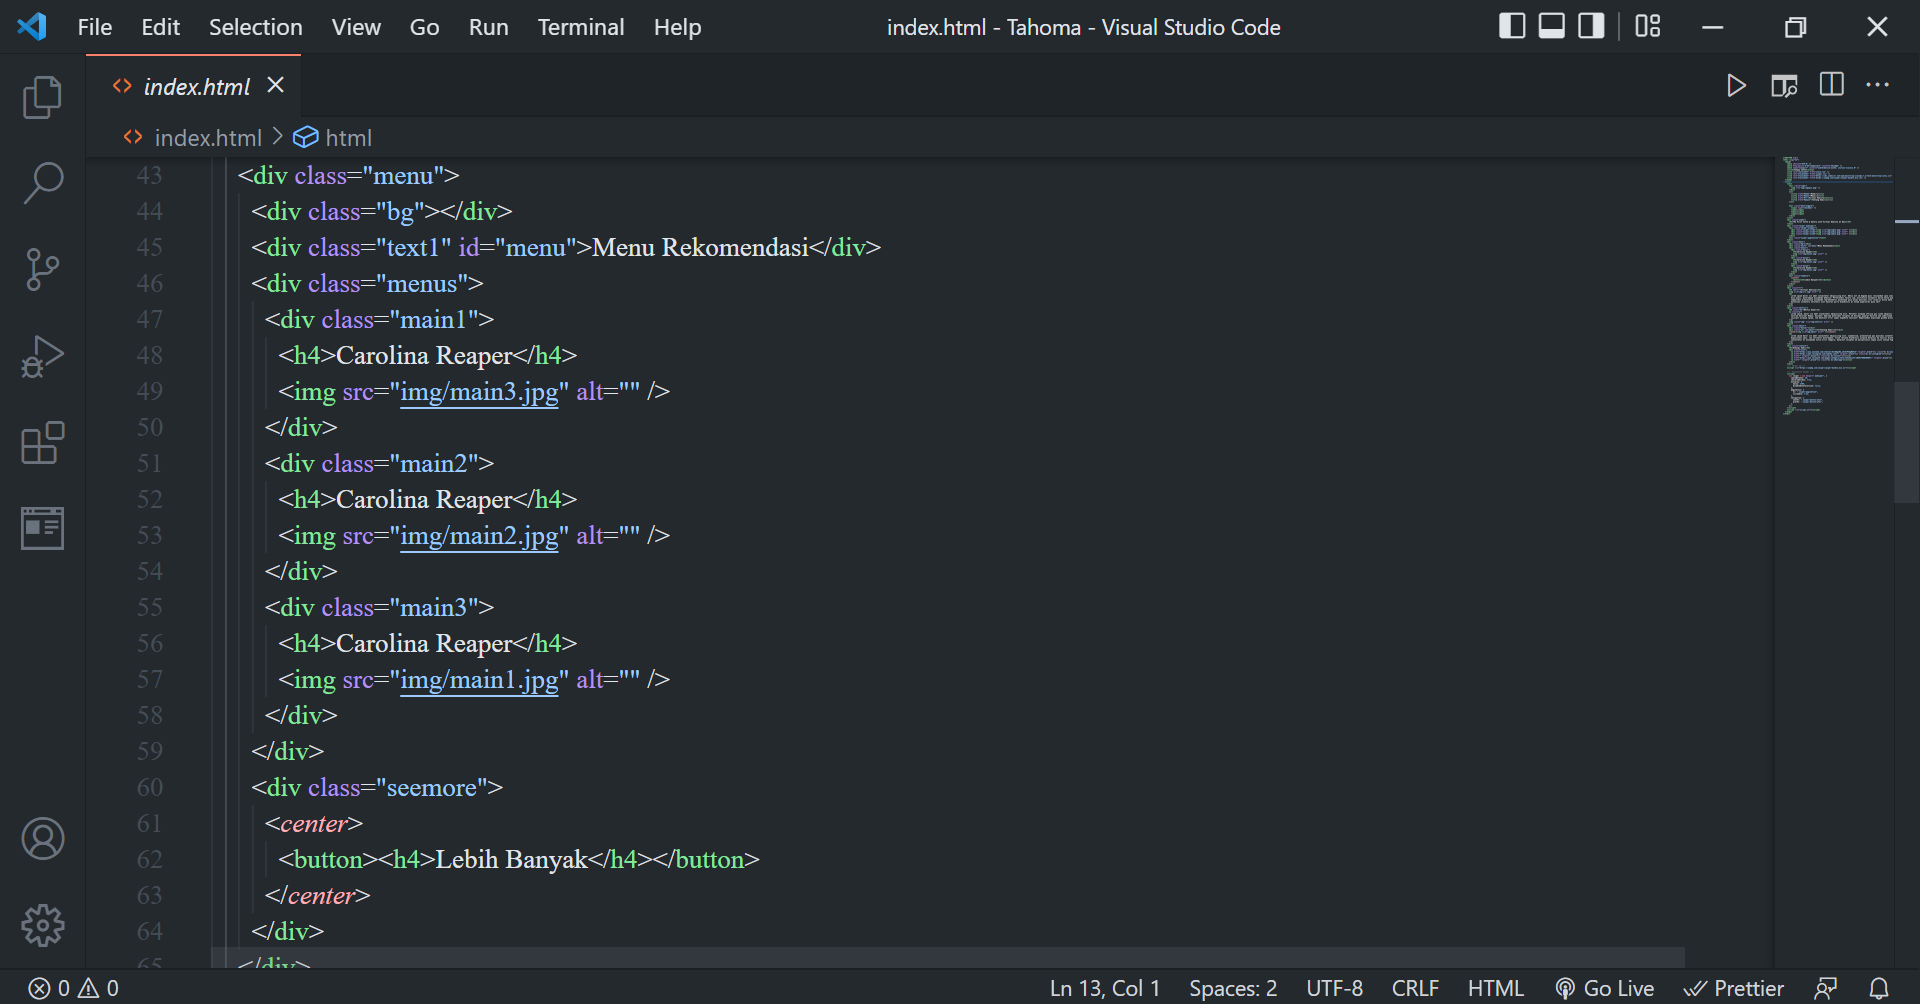 File Edit Selection View Go Run Terminal Help index.html - Tahoma - Visual Studio Code
index.html
index.html > html
43 <div class="menu">
44 <div class="bg"></div>
45 <div class="text1" id="menu">Menu Rekomendasi</div>
46 <div class="menus">
47 <div class="main1">
48 <h4>Carolina Reaper</h4>
49 <img src="img/main3.jpg" alt="" />
50 </div>
51 <div class="main2">
52 <h4>Carolina Reaper</h4>
53 <img src="img/main2.jpg" alt="" />
54 </div>
55 <div class="main3">
56 <h4>Carolina Reaper</h4>
57 <img src="img/main1.jpg" alt="" />
58 </div>
59 </div>
60 <div class="seemore">
61 <center>
62 <button><h4>Lebih Banyak</h4></button>
63 </center>
64 </div>
65 </div>
0 0 Ln 13, Col 1 Spaces: 2 UTF-8 CRLF HTML Go Live Prettier